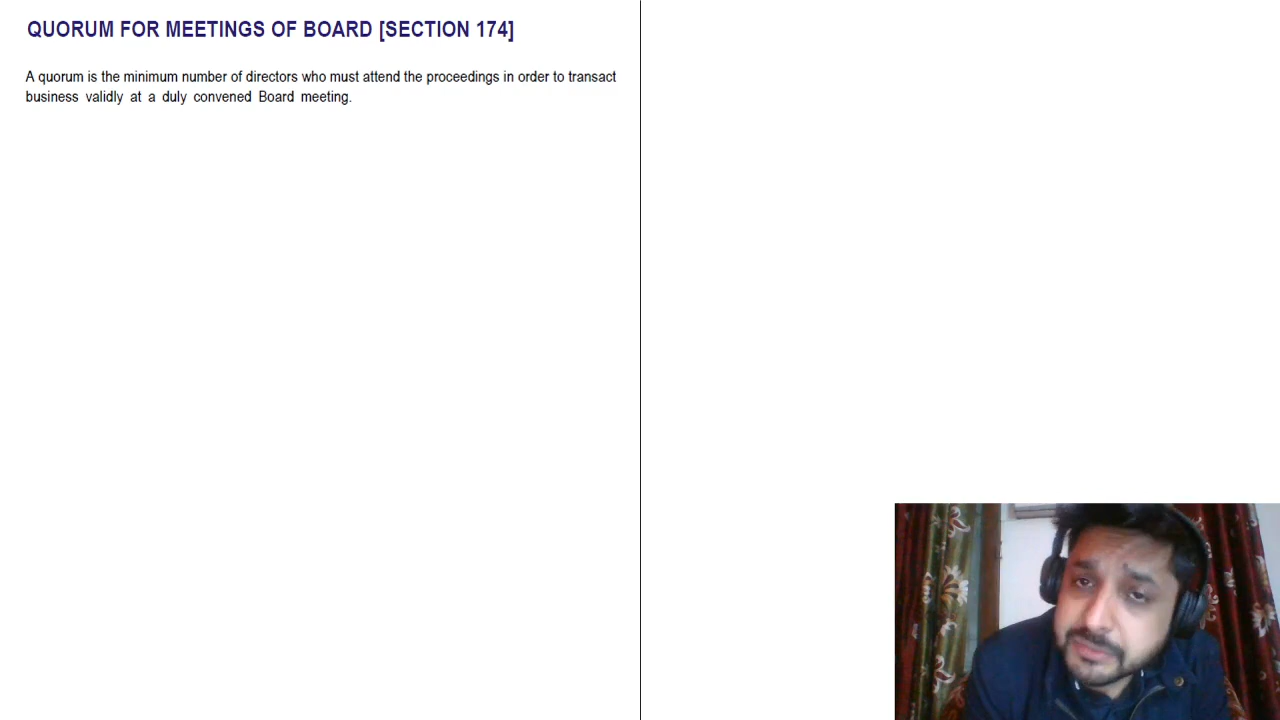 QUORUM FOR MEETINGS OF BOARD [SECTION 174]
A quorum is the minimum number of directors who must attend the proceedings in order to transact
business validly at a duly convened Board meeting.